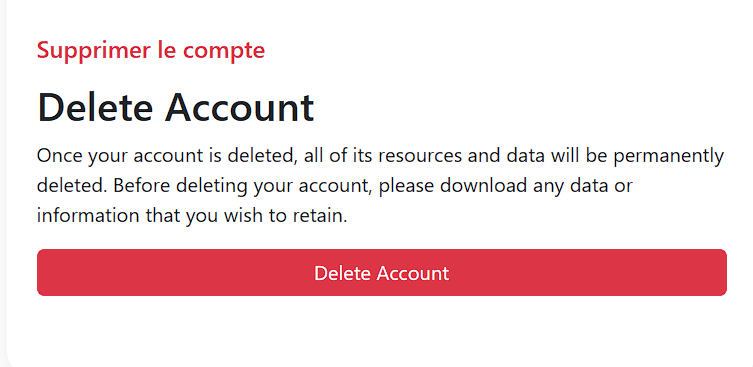 Supprimer le compte
Delete Account
Once your account is deleted, all of its resources and data will be permanently
deleted. Before deleting your account, please download any data or
information that you wish to retain.
Delete Account